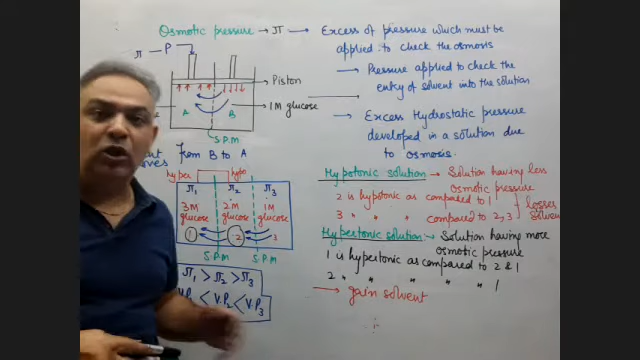 Osmotic pressure → π → Excess of pressure which must be
applied to check the osmosis
π — P
→ Pressure applied to check the
entry of solvent into the solution
Piston
A B
1M glucose
S.P.M
→ Excess Hydrostatic Pressure
developed in a solution due
to osmosis.
From B to A
hyper hypo
π1 π2 π3
3M 2M 1M
glucose glucose glucose
1 2 3
S.P.M S.P.M
π1 > π2 > π3
V.P2 < V.P3
Hypotonic solution → Solution having less
osmotic pressure
2 is hypotonic as compared to 1
3 " " " compared to 2,3
losses
solvent
Hypertonic solution → Solution having more
osmotic pressure
1 is hypertonic as compared to 2 & 1
2 " " " " 1
→ gain solvent